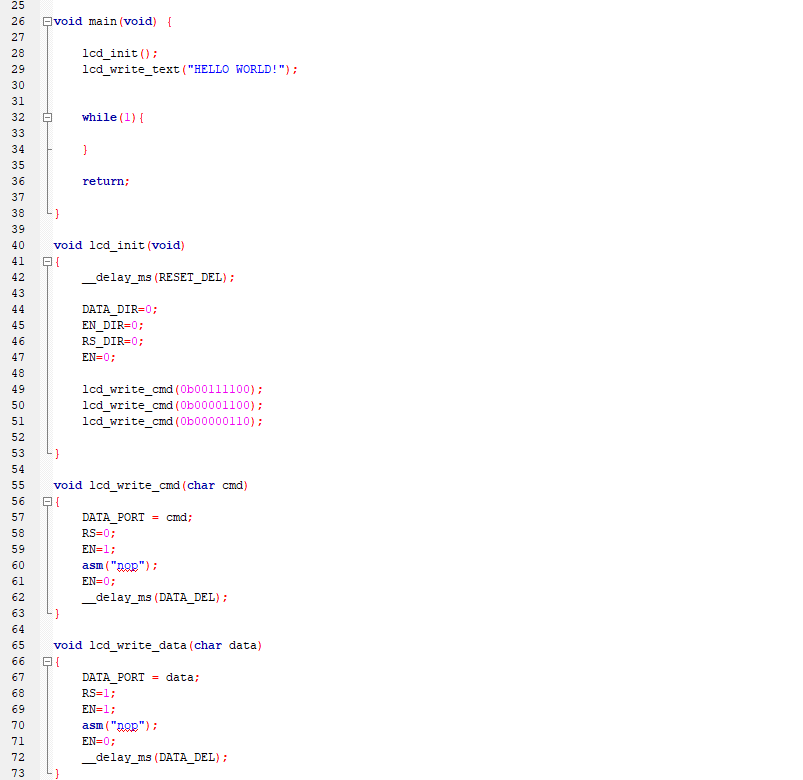 25
26 void main(void) {
27
28 lcd_init();
29 lcd_write_text("HELLO WORLD!");
30
31
32 while(1){
33
34 }
35
36 return;
37
38 }
39
40 void lcd_init(void)
41 {
42 __delay_ms(RESET_DEL);
43
44 DATA_DIR=0;
45 EN_DIR=0;
46 RS_DIR=0;
47 EN=0;
48
49 lcd_write_cmd(0b00111100);
50 lcd_write_cmd(0b00001100);
51 lcd_write_cmd(0b00000110);
52
53 }
54
55 void lcd_write_cmd(char cmd)
56 {
57 DATA_PORT = cmd;
58 RS=0;
59 EN=1;
60 asm("nop");
61 EN=0;
62 __delay_ms(DATA_DEL);
63 }
64
65 void lcd_write_data(char data)
66 {
67 DATA_PORT = data;
68 RS=1;
69 EN=1;
70 asm("nop");
71 EN=0;
72 __delay_ms(DATA_DEL);
73 }